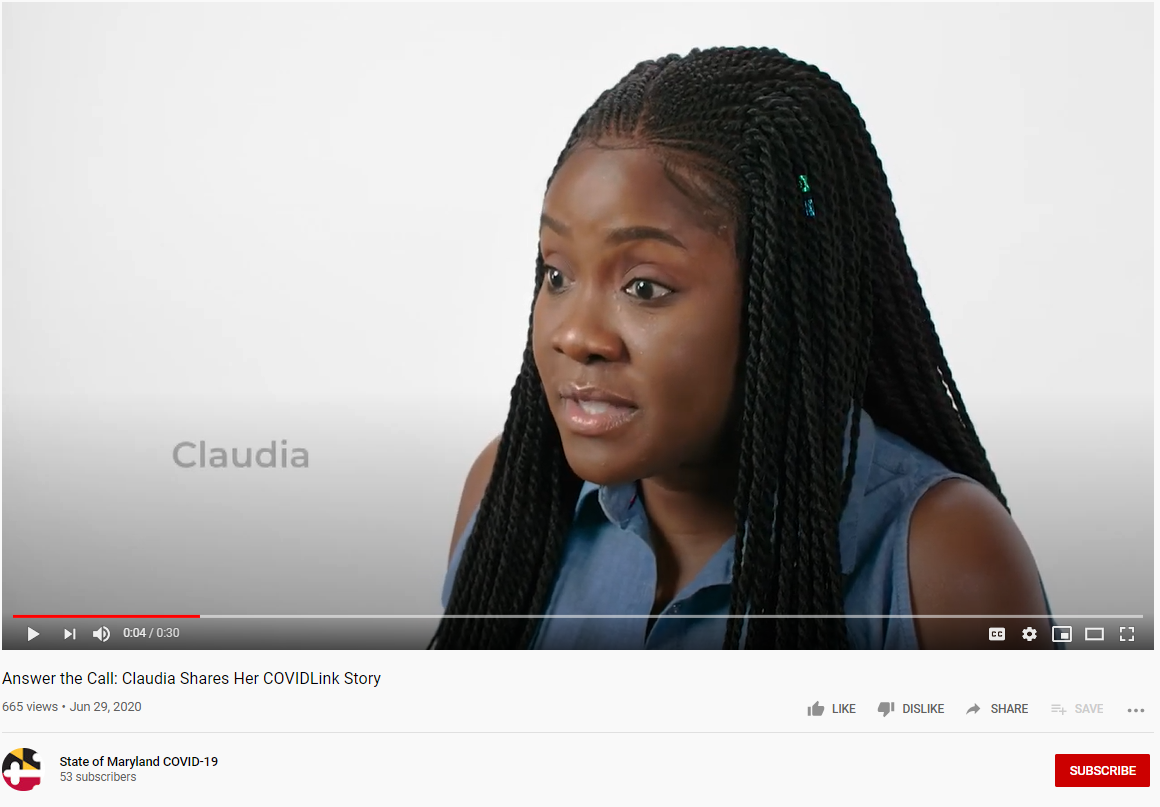 Claudia
0:04 / 0:30
CC
Answer the Call: Claudia Shares Her COVIDLink Story
665 views • Jun 29, 2020
LIKE DISLIKE SHARE SAVE
State of Maryland COVID-19
53 subscribers
SUBSCRIBE